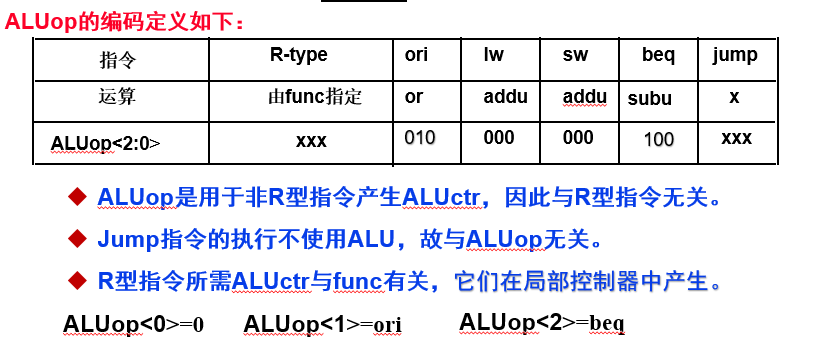 ALUop的编码定义如下：
指令 R-type ori lw sw beq jump
运算 由func指定 or addu addu subu x
ALUop<2:0> xxx 010 000 000 100 xxx
◆ ALUop是用于非R型指令产生ALUctr，因此与R型指令无关。
◆ Jump指令的执行不使用ALU，故与ALUop无关。
◆ R型指令所需ALUctr与func有关，它们在局部控制器中产生。
ALUop<0>=0 ALUop<1>=ori ALUop<2>=beq